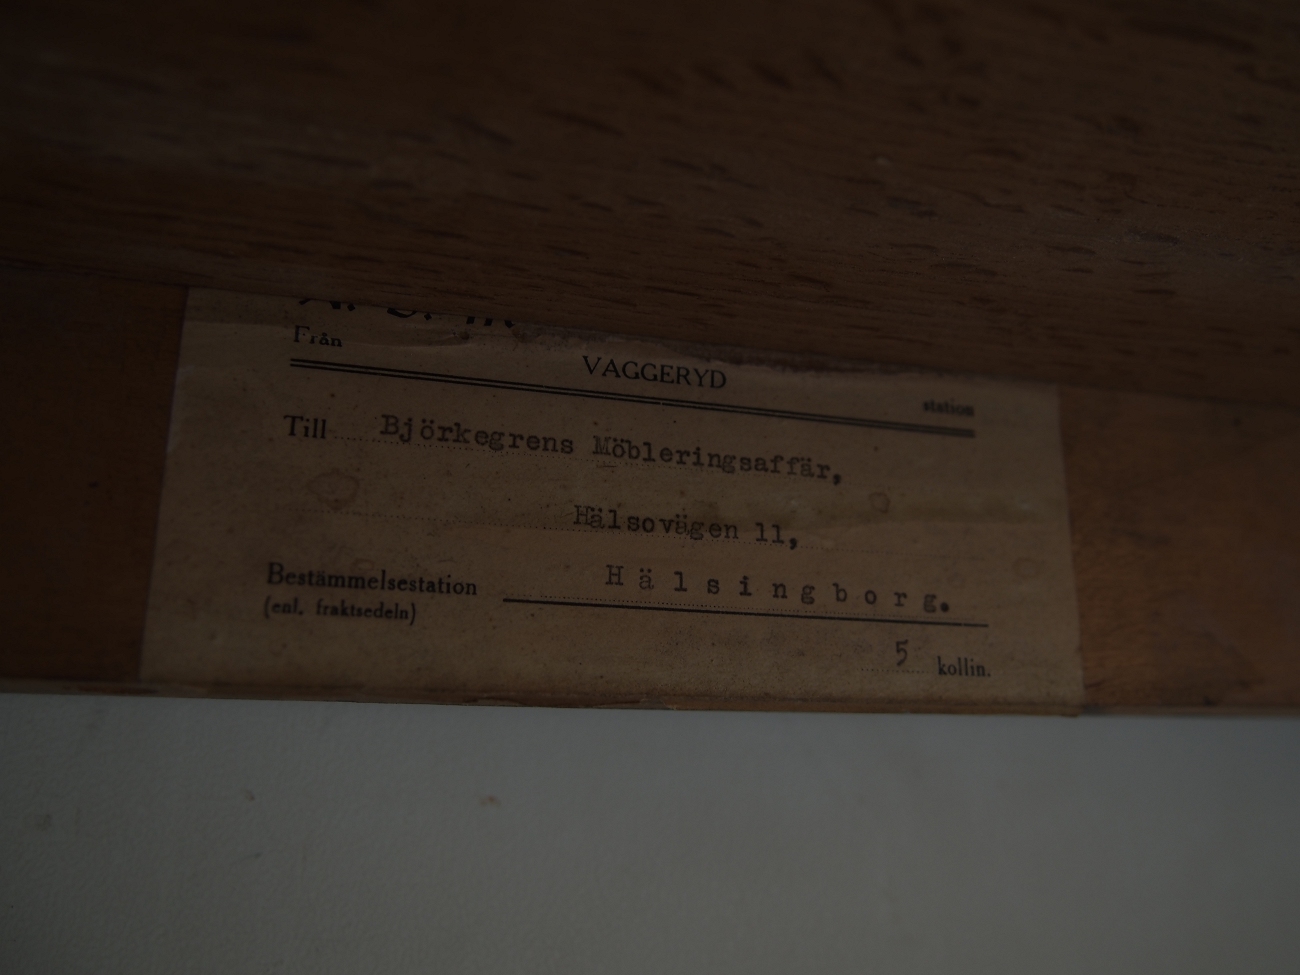 Från
VAGGERYD
station
Till Björkegrens Möbleringsaffär,
Hälsovägen 11,
Bestämmelsestation Hälsingborg.
(enl. fraktsedeln)
5 kollin.